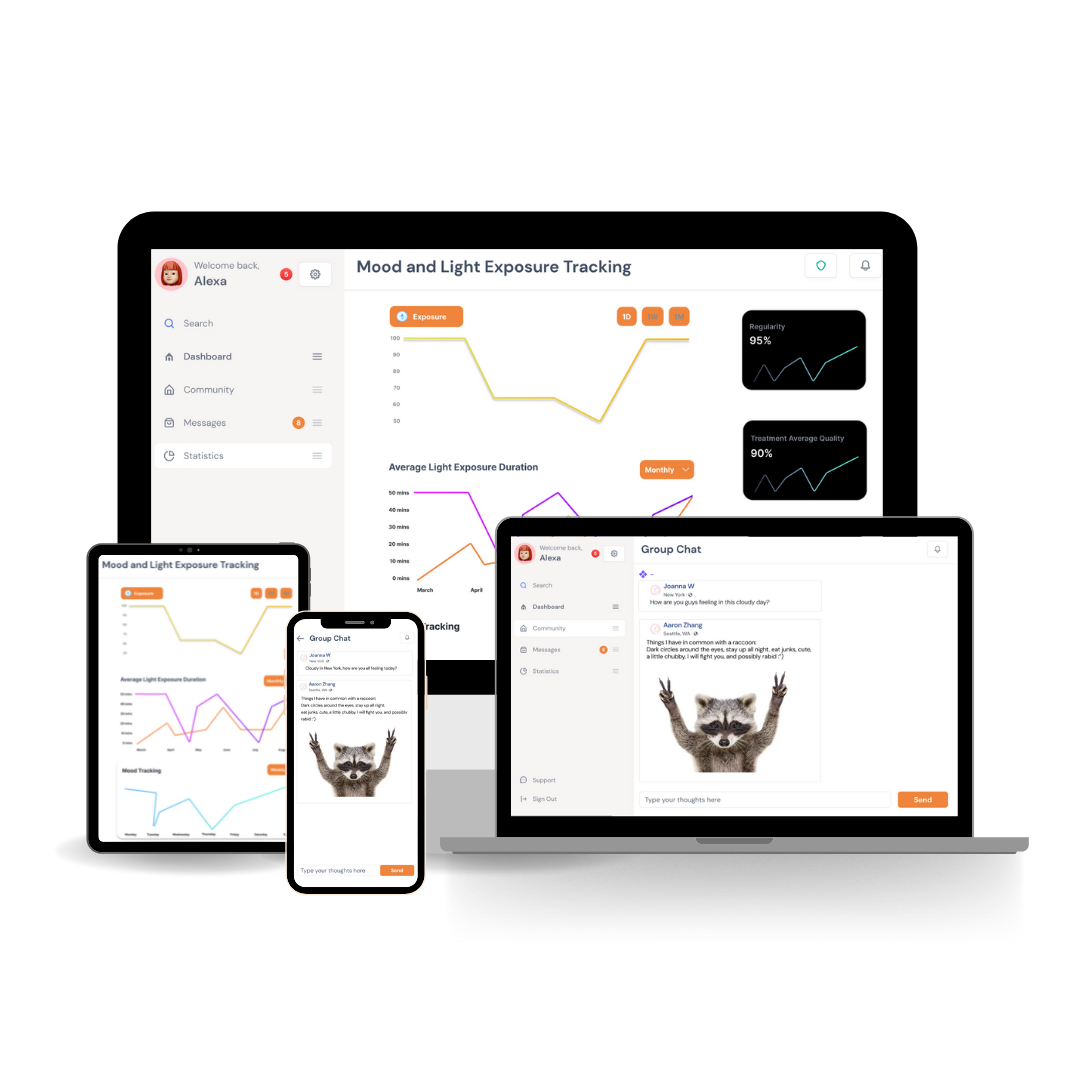 Welcome back,
Alexa
5
Search
Dashboard
Community
Messages
8
Statistics
Mood and Light Exposure Tracking
Exposure
1D
1W
1M
100
90
80
70
60
50
Regularity
95%
Treatment Average Quality
90%
Average Light Exposure Duration
Monthly
50 mins
40 mins
30 mins
20 mins
10 mins
0 mins
March
April
racking
Mood and Light Exposure Tracking
Exposure
Average Light Exposure Duration
Monthly
March
April
May
June
July
Mood Tracking
Monday
Tuesday
Wednesday
Thursday
Friday
Saturday
Group Chat
Joanna W
New York
Cloudy in New York, how are you all feeling today?
Aaron Zhang
Seattle, WA
Things I have in common with a raccoon:
Dark circles around the eyes, stay up all night,
eat junks, cute, a little chubby, I will fight you, and possibly
rabid :")
Type your thoughts here
Send
Welcome back,
Alexa
Search
Dashboard
Community
Messages
Statistics
Support
Sign Out
Group Chat
Joanna W
New York
How are you guys feeling in this cloudy day?
Aaron Zhang
Seattle, WA
Things I have in common with a raccoon:
Dark circles around the eyes, stay up all night, eat junks, cute,
a little chubby, I will fight you, and possibly rabid :")
Type your thoughts here
Send